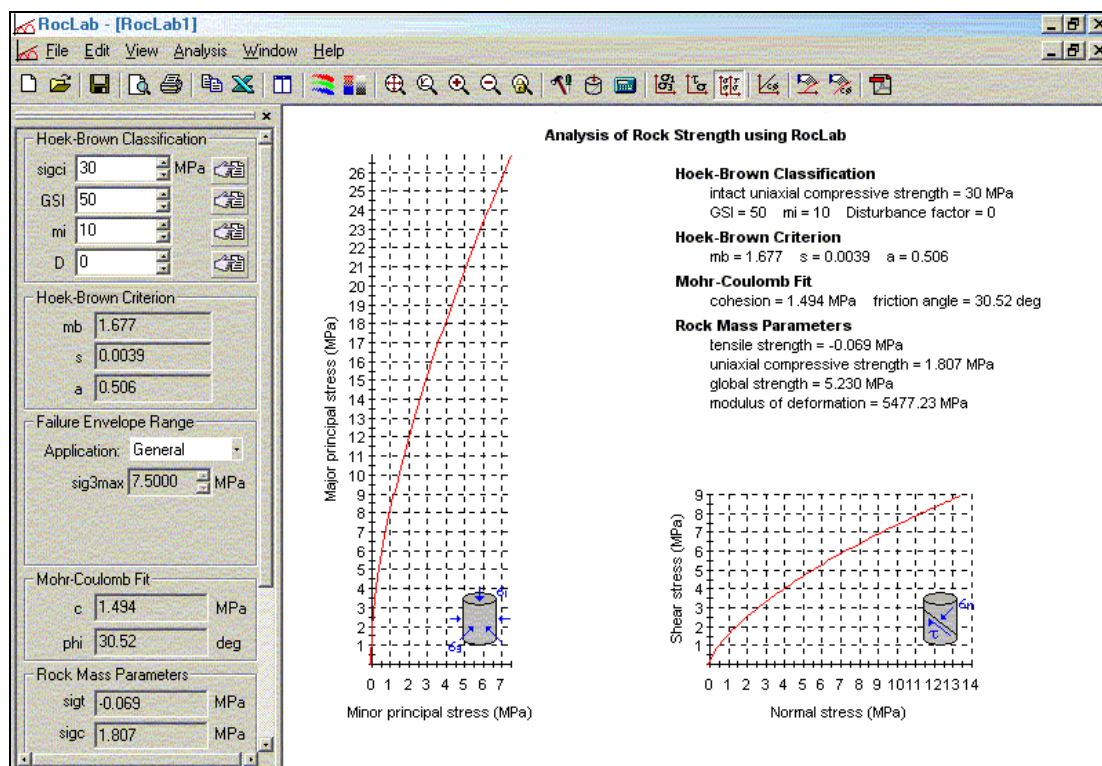 RocLab - [RocLab1]
File Edit View Analysis Window Help
Hoek-Brown Classification
sigci 30 MPa
GSI 50
mi 10
D 0
Hoek-Brown Criterion
mb 1.677
s 0.0039
a 0.506
Failure Envelope Range
Application: General
sig3max 7.5000 MPa
Mohr-Coulomb Fit
c 1.494 MPa
phi 30.52 deg
Rock Mass Parameters
sigt -0.069 MPa
sigc 1.807 MPa
Analysis of Rock Strength using RocLab
Major principal stress (MPa)
26
25
24
23
22
21
20
19
18
17
16
15
14
13
12
11
10
9
8
7
6
5
4
3
2
1
σ1
σ3
0 1 2 3 4 5 6 7
Minor principal stress (MPa)
Hoek-Brown Classification
intact uniaxial compressive strength = 30 MPa
GSI = 50 mi = 10 Disturbance factor = 0
Hoek-Brown Criterion
mb = 1.677 s = 0.0039 a = 0.506
Mohr-Coulomb Fit
cohesion = 1.494 MPa friction angle = 30.52 deg
Rock Mass Parameters
tensile strength = -0.069 MPa
uniaxial compressive strength = 1.807 MPa
global strength = 5.230 MPa
modulus of deformation = 5477.23 MPa
Shear stress (MPa)
9
8
7
6
5
4
3
2
1
σn
τ
0 1 2 3 4 5 6 7 8 9 10 11 12 13 14
Normal stress (MPa)